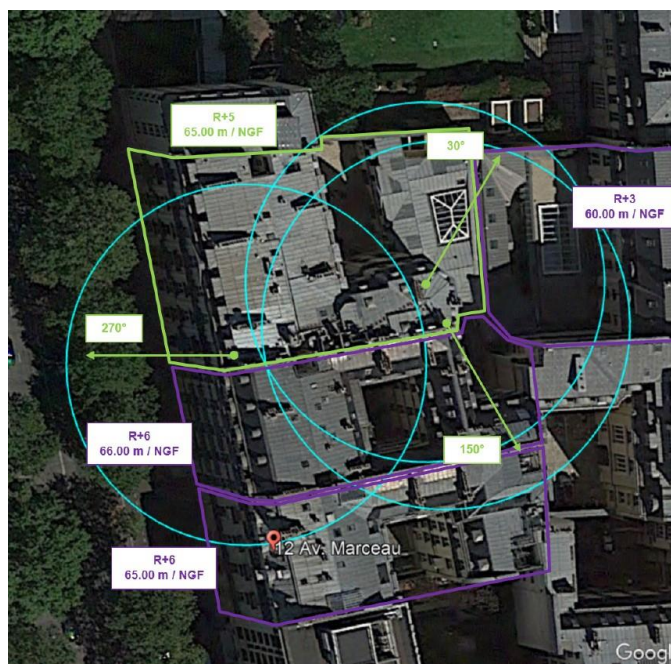 R+5
65.00 m / NGF
30°
R+3
60.00 m / NGF
270°
R+6
66.00 m / NGF
150°
12 Av. Marceau
R+6
65.00 m / NGF
Goog